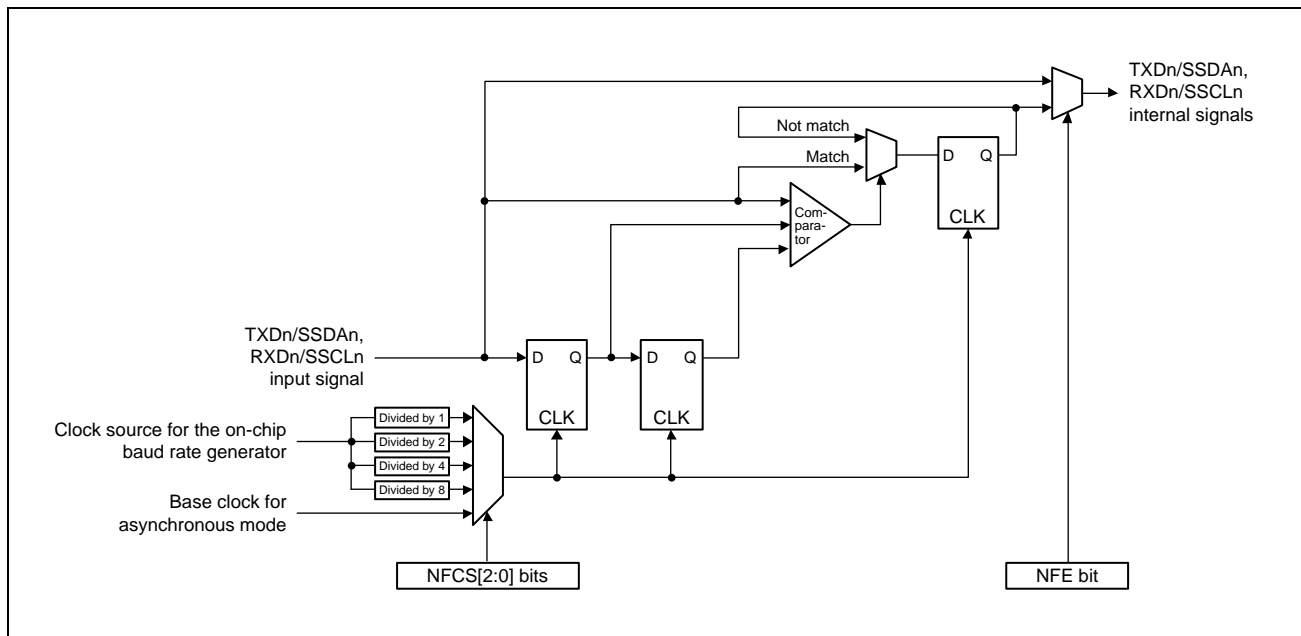 TXDn/SSDAn,
RXDn/SSCLn
internal signals
Not match
Match
D Q
CLK
Com-
para-
tor
TXDn/SSDAn,
RXDn/SSCLn
input signal
D Q
CLK
D Q
CLK
Clock source for the on-chip
baud rate generator
Divided by 1
Divided by 2
Divided by 4
Divided by 8
Base clock for
asynchronous mode
NFCS[2:0] bits
NFE bit